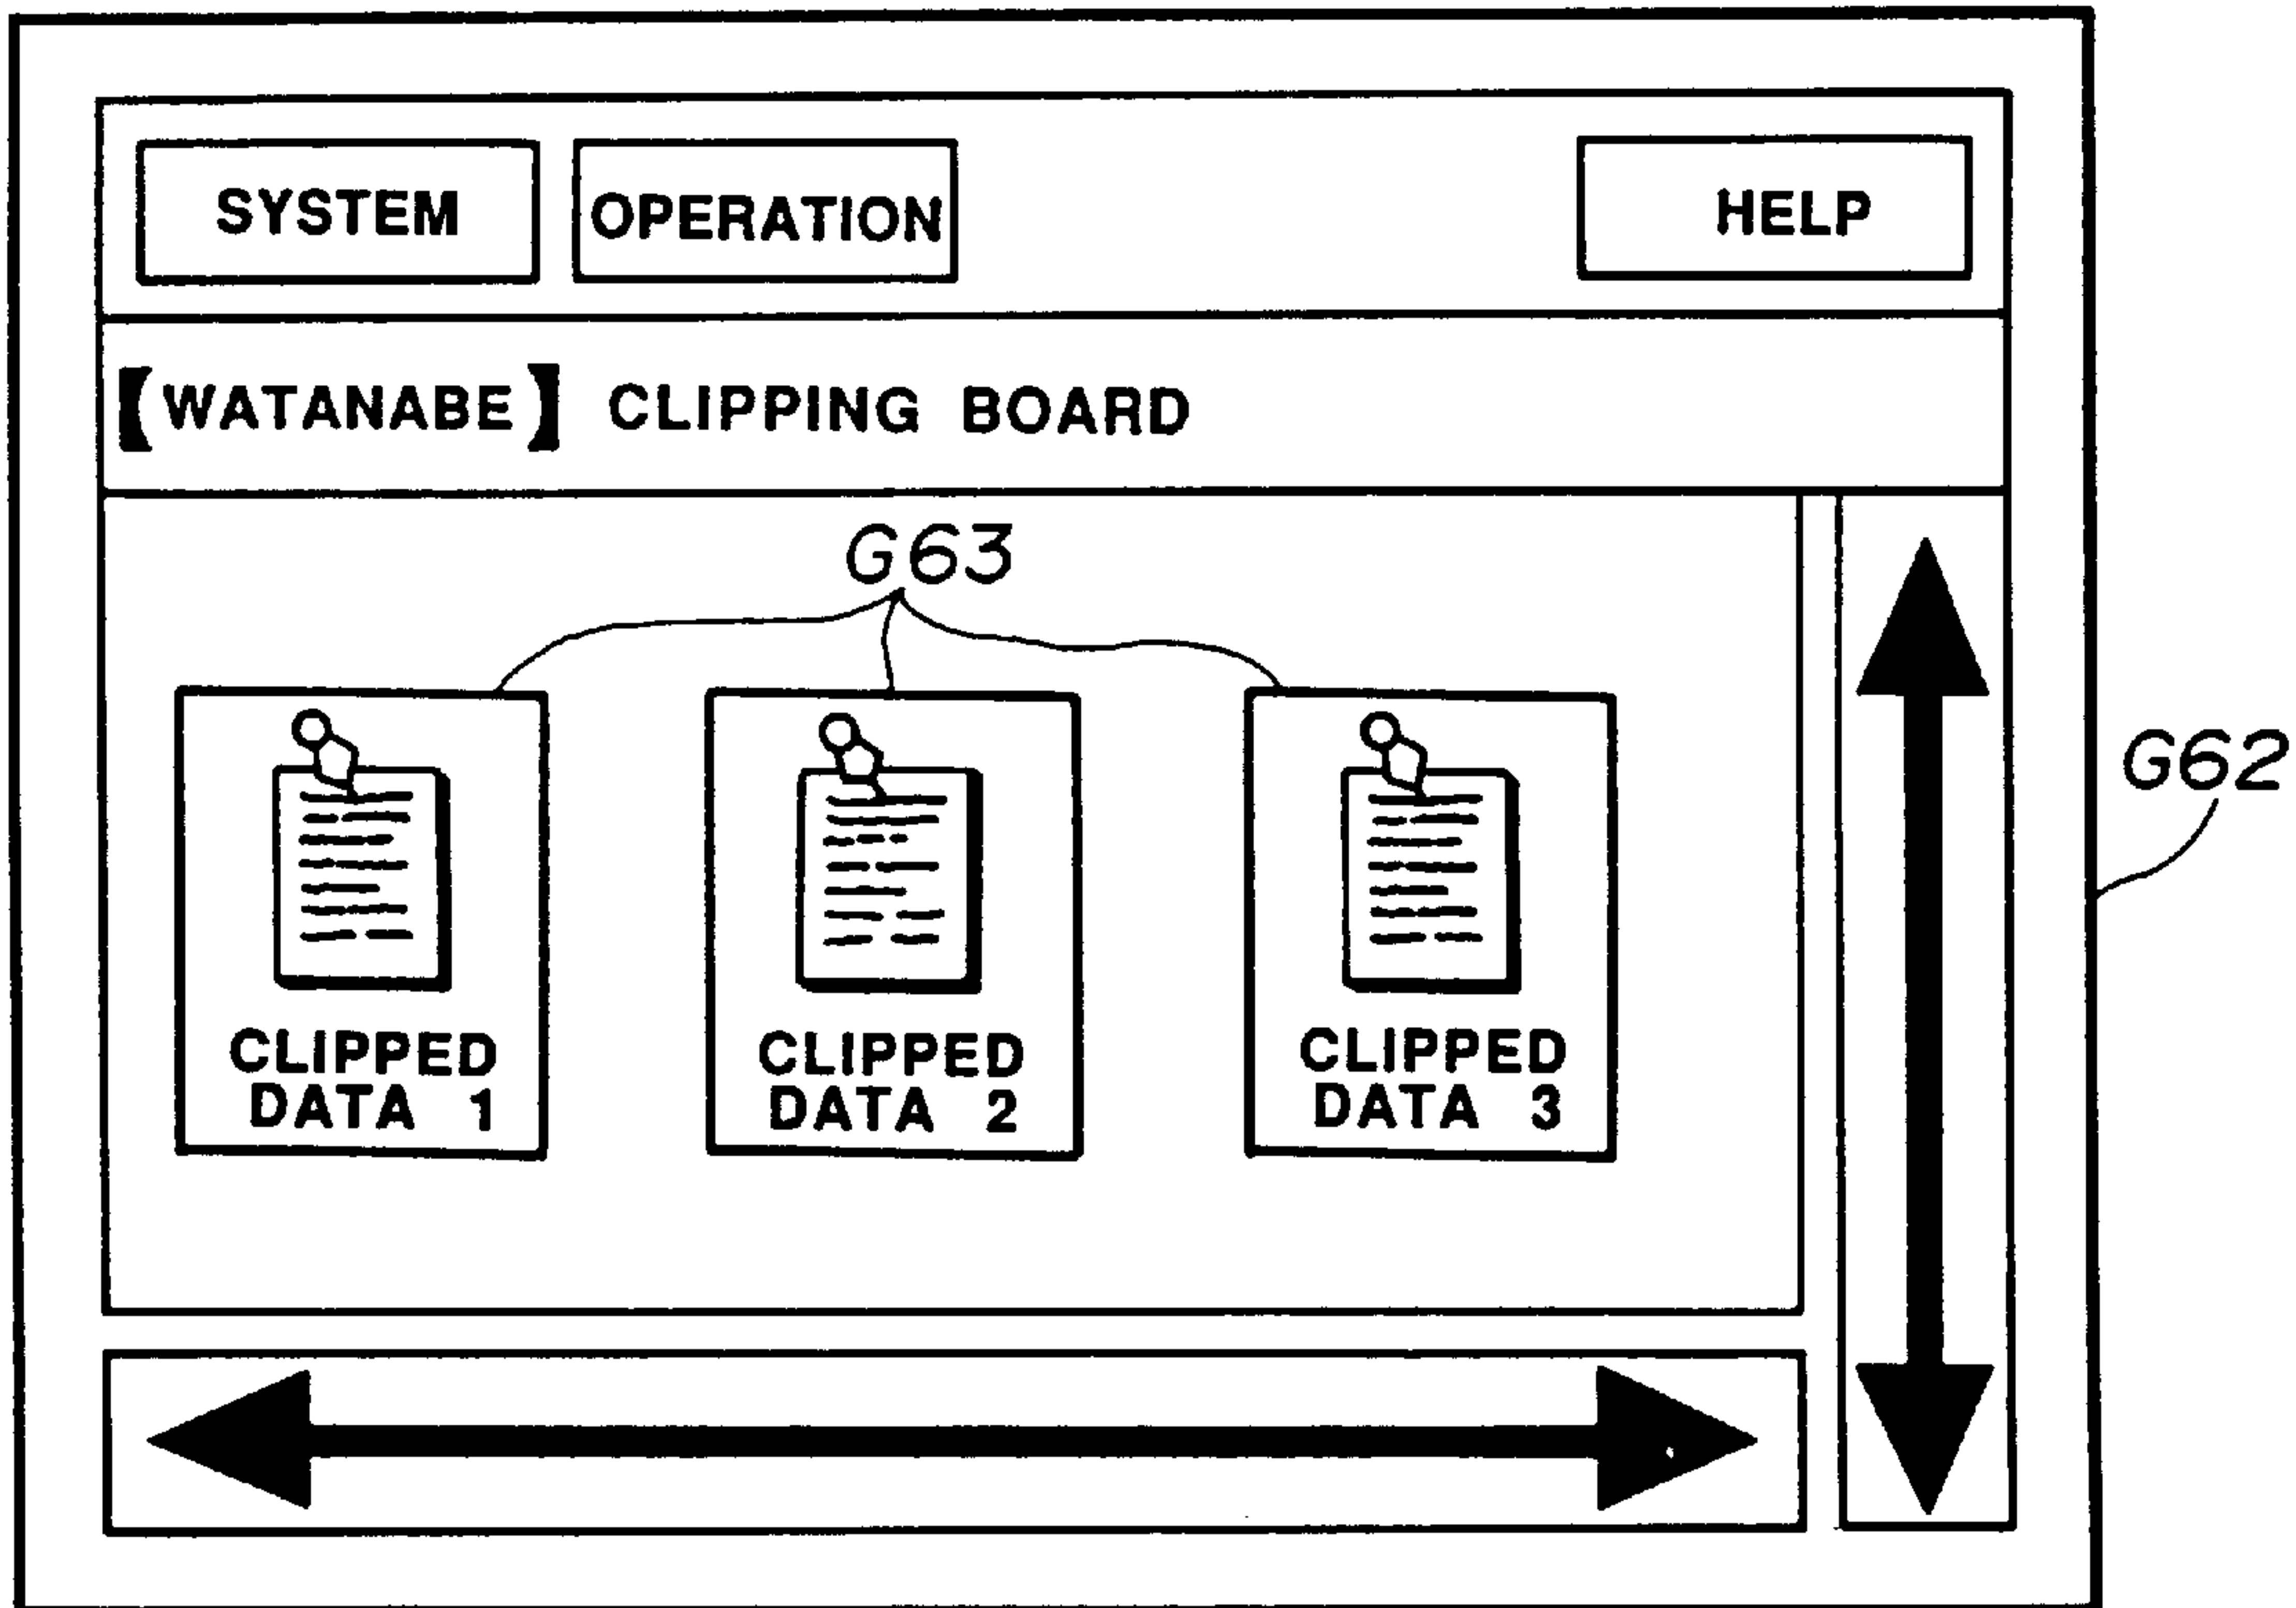 SYSTEM OPERATION HELP
【WATANABE】 CLIPPING BOARD
G63
G62
CLIPPED DATA 1
CLIPPED DATA 2
CLIPPED DATA 3